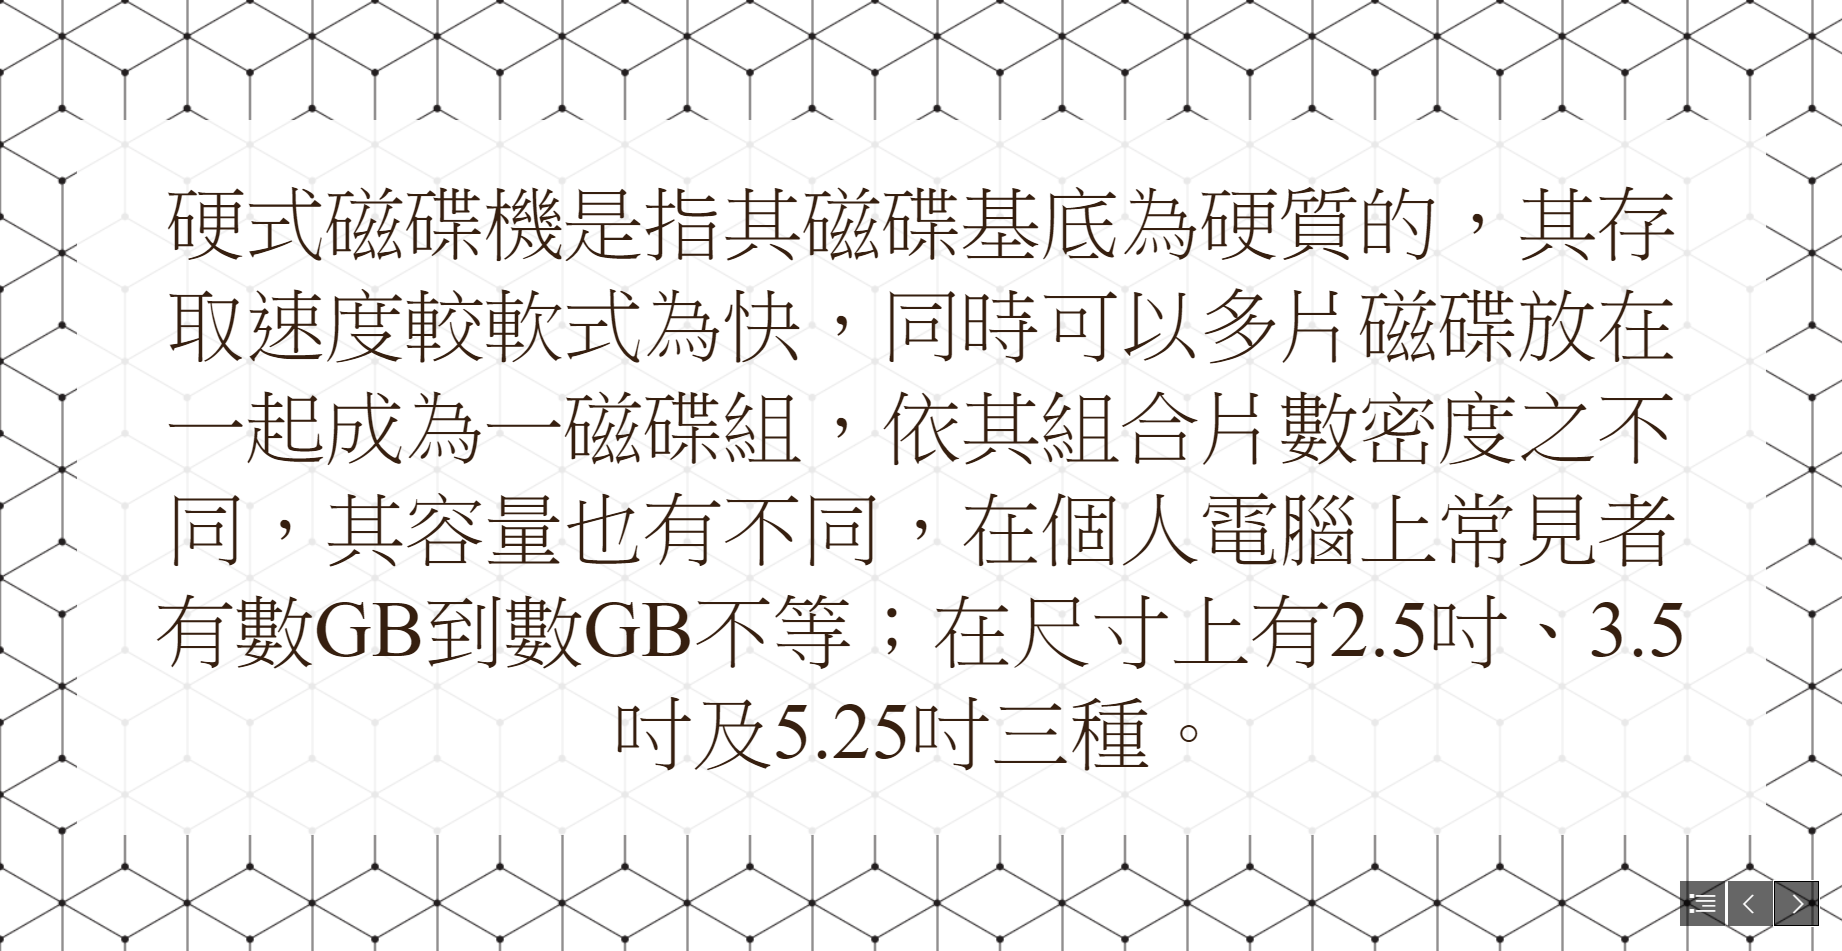 硬式磁碟機是指其磁碟基底為硬質的，其存
取速度較軟式為快，同時可以多片磁碟放在
一起成為一磁碟組，依其組合片數密度之不
同，其容量也有不同，在個人電腦上常見者
有數GB到數GB不等；在尺寸上有2.5吋、3.5
吋及5.25吋三種。